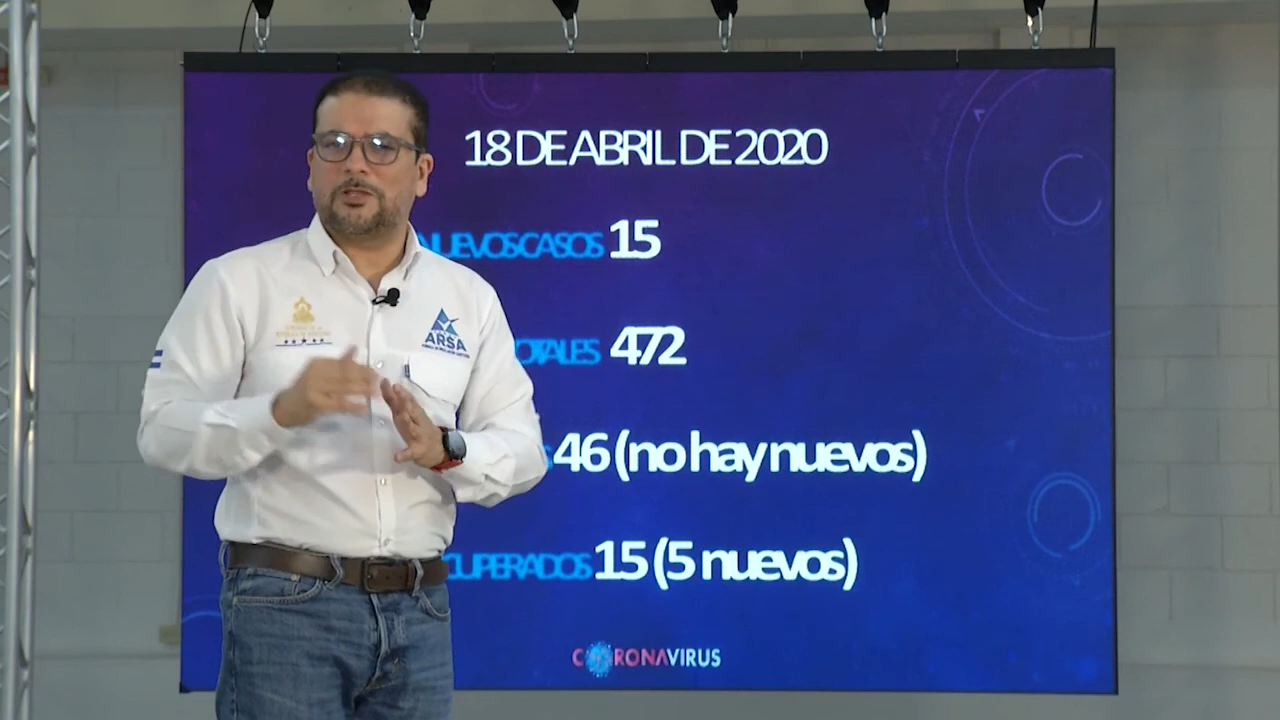 18 DE ABRIL DE 2020
NUEVOS CASOS 15
472
46 (no hay nuevos)
15 (5 nuevos)
CORONAVIRUS
ARSA